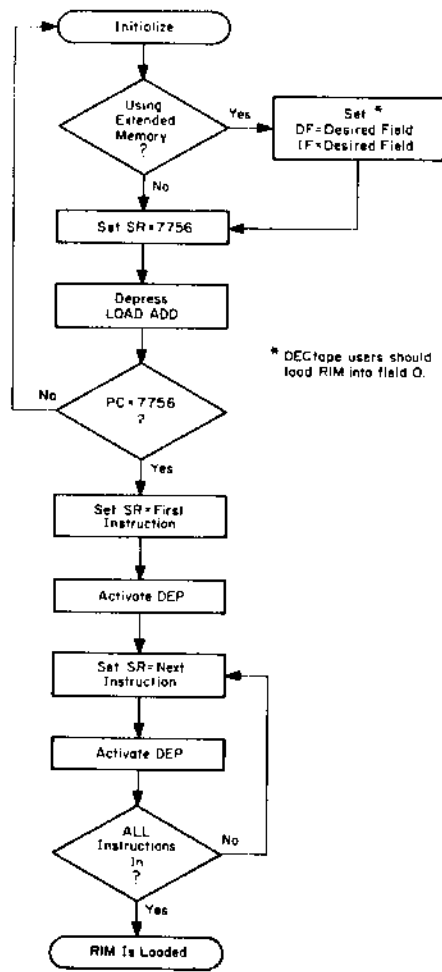 Initialize
Using
Extended
Memory
?
Yes
Set *
DF=Desired Field
IF=Desired Field
No
Set SR=7756
Depress
LOAD ADD
* DECtape users should
load RIM into field 0.
No
PC=7756
?
Yes
Set SR=First
Instruction
Activate DEP
Set SR=Next
Instruction
Activate DEP
ALL
Instructions
In
?
No
Yes
RIM Is Loaded